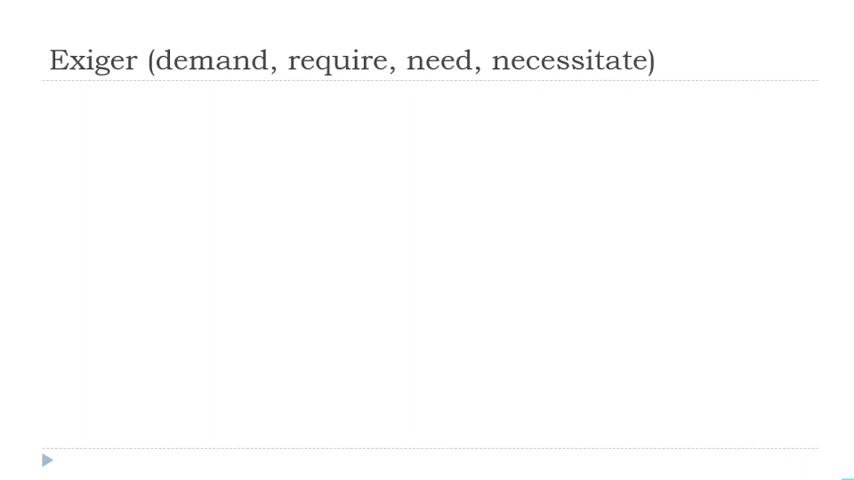 Exiger (demand, require, need, necessitate)